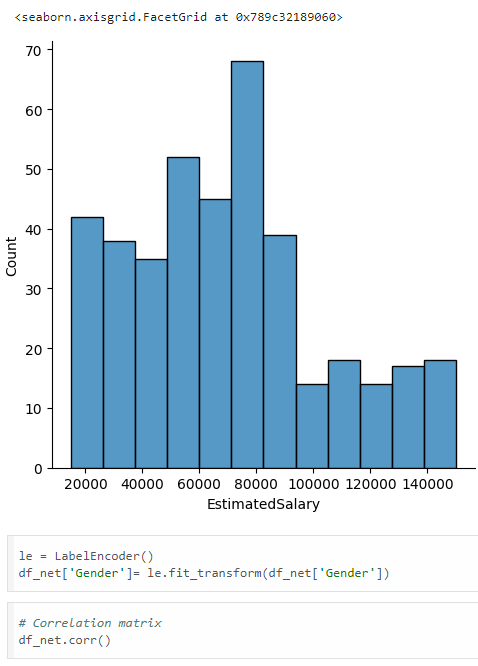 <seaborn.axisgrid.FacetGrid at 0x789c32189060>
70
60
50
40
30
20
10
0
Count
20000 40000 60000 80000 100000 120000 140000
EstimatedSalary
le = LabelEncoder()
df_net['Gender']= le.fit_transform(df_net['Gender'])
# Correlation matrix
df_net.corr()